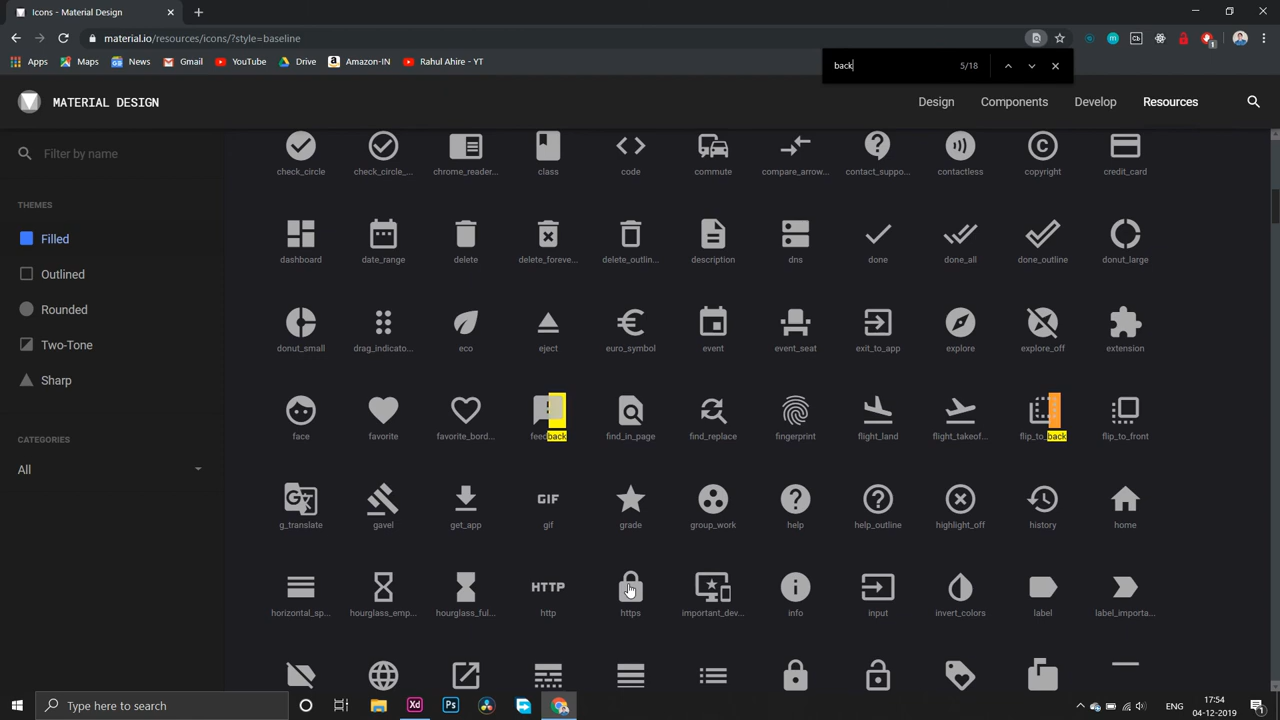 Icons - Material Design
material.io/resources/icons/?style=baseline
Apps Maps News Gmail YouTube Drive Amazon-IN Rahul Ahire - YT
back 5/18
MATERIAL DESIGN
Design Components Develop Resources
Filter by name
THEMES
Filled
Outlined
Rounded
Two-Tone
Sharp
CATEGORIES
All
check_circle check_circle_... chrome_reader... class code commute compare_arrow... contact_suppo... contactless copyright credit_card
dashboard date_range delete delete_foreve... delete_outlin... description dns done done_all done_outline donut_large
donut_small drag_indicato... eco eject euro_symbol event event_seat exit_to_app explore explore_off extension
face favorite favorite_bord... feedback find_in_page find_replace fingerprint flight_land flight_takeof... flip_to_back flip_to_front
GIF
g_translate gavel get_app gif grade group_work help help_outline highlight_off history home
HTTP
horizontal_sp... hourglass_emp... hourglass_ful... http https important_dev... info input invert_colors label label_importa...
Type here to search
Xd Ps
17:54
04-12-2019